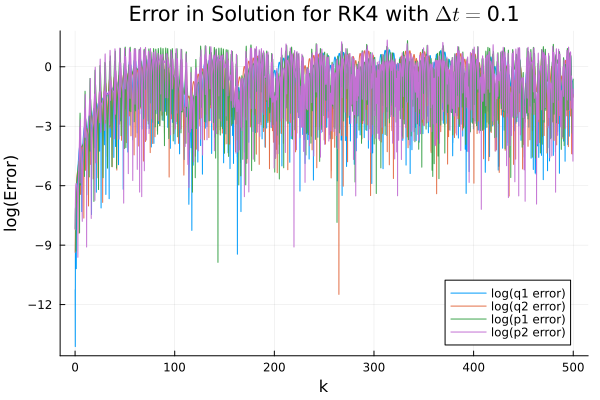 Error in Solution for RK4 with Δt = 0.1
log(Error)
0
−3
−6
−9
−12
log(q1 error)
log(q2 error)
log(p1 error)
log(p2 error)
0 100 200 300 400 500
k